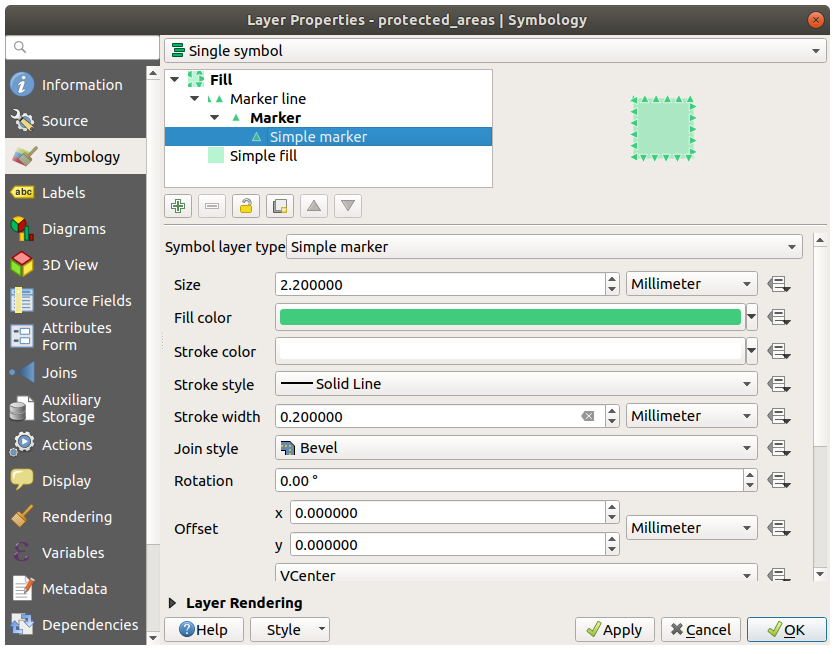 Layer Properties - protected_areas | Symbology
Single symbol
Information
Source
Symbology
abc Labels
Diagrams
3D View
Source Fields
Attributes
Form
Joins
Auxiliary
Storage
Actions
Display
Rendering
Variables
Metadata
Dependencies
Fill
Marker line
Marker
Simple marker
Simple fill
Symbol layer type Simple marker
Size 2.200000 Millimeter
Fill color
Stroke color
Stroke style Solid Line
Stroke width 0.200000 Millimeter
Join style Bevel
Rotation 0.00 °
Offset x 0.000000 Millimeter
y 0.000000
VCenter
Layer Rendering
Help Style Apply Cancel OK